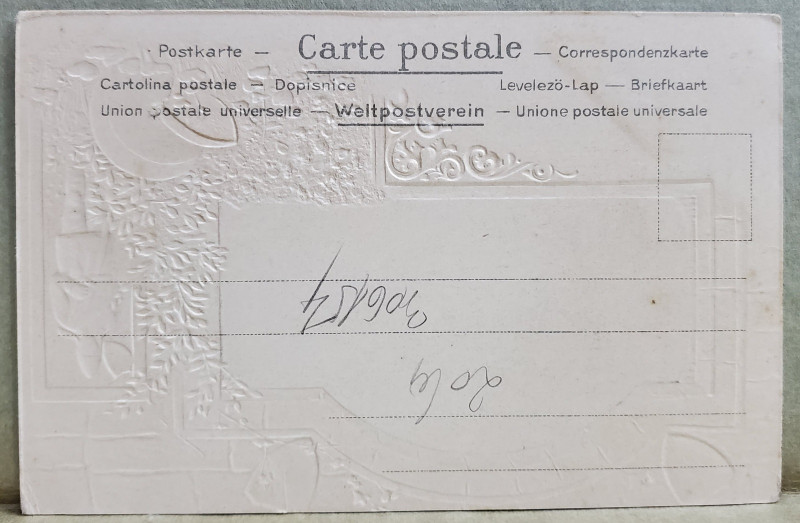 Postkarte — Carte postale — Correspondenzkarte
Cartolina postale — Dopisnice Levelezö-Lap — Briefkaart
Union postale universelle — Weltpostverein — Unione postale universale